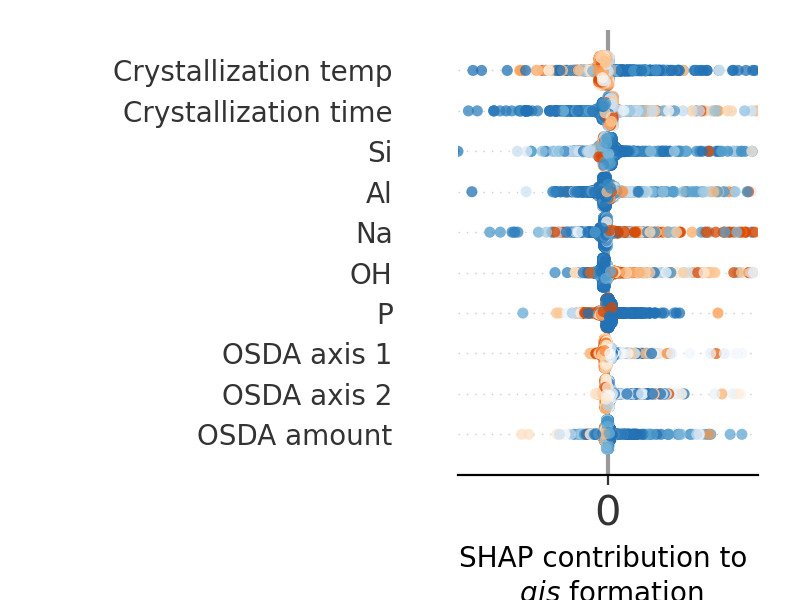 Crystallization temp
Crystallization time
Si
Al
Na
OH
P
OSDA axis 1
OSDA axis 2
OSDA amount
0
SHAP contribution to
gis formation